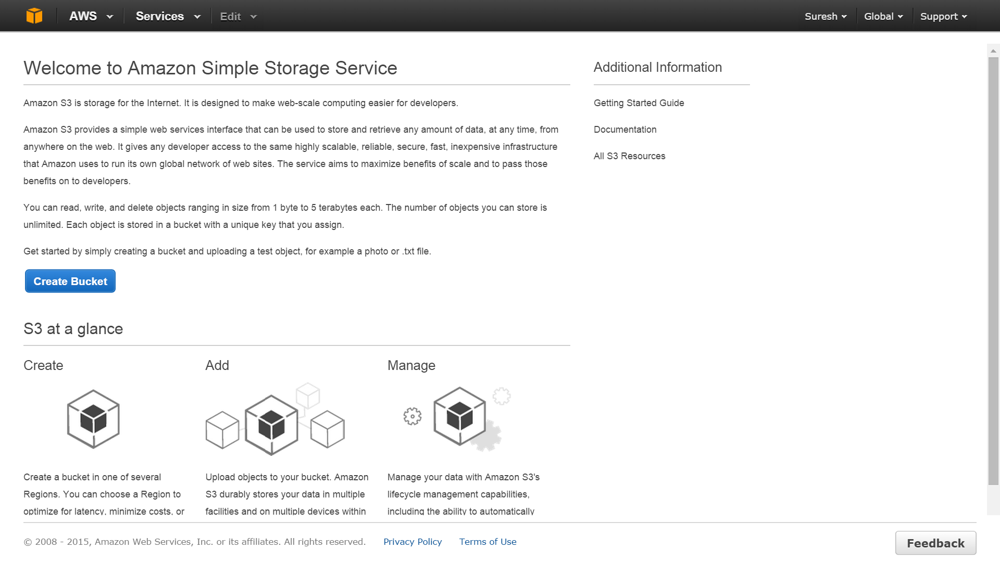 AWS Services Edit Suresh Global Support
Welcome to Amazon Simple Storage Service
Amazon S3 is storage for the Internet. It is designed to make web-scale computing easier for developers.
Amazon S3 provides a simple web services interface that can be used to store and retrieve any amount of data, at any time, from
anywhere on the web. It gives any developer access to the same highly scalable, reliable, secure, fast, inexpensive infrastructure
that Amazon uses to run its own global network of web sites. The service aims to maximize benefits of scale and to pass those
benefits on to developers.
You can read, write, and delete objects ranging in size from 1 byte to 5 terabytes each. The number of objects you can store is
unlimited. Each object is stored in a bucket with a unique key that you assign.
Get started by simply creating a bucket and uploading a test object, for example a photo or .txt file.
Create Bucket
Additional Information
Getting Started Guide
Documentation
All S3 Resources
S3 at a glance
Create
Create a bucket in one of several
Regions. You can choose a Region to
optimize for latency, minimize costs, or
Add
Upload objects to your bucket. Amazon
S3 durably stores your data in multiple
facilities and on multiple devices within
Manage
Manage your data with Amazon S3's
lifecycle management capabilities,
including the ability to automatically
© 2008 - 2015, Amazon Web Services, Inc. or its affiliates. All rights reserved. Privacy Policy Terms of Use
Feedback